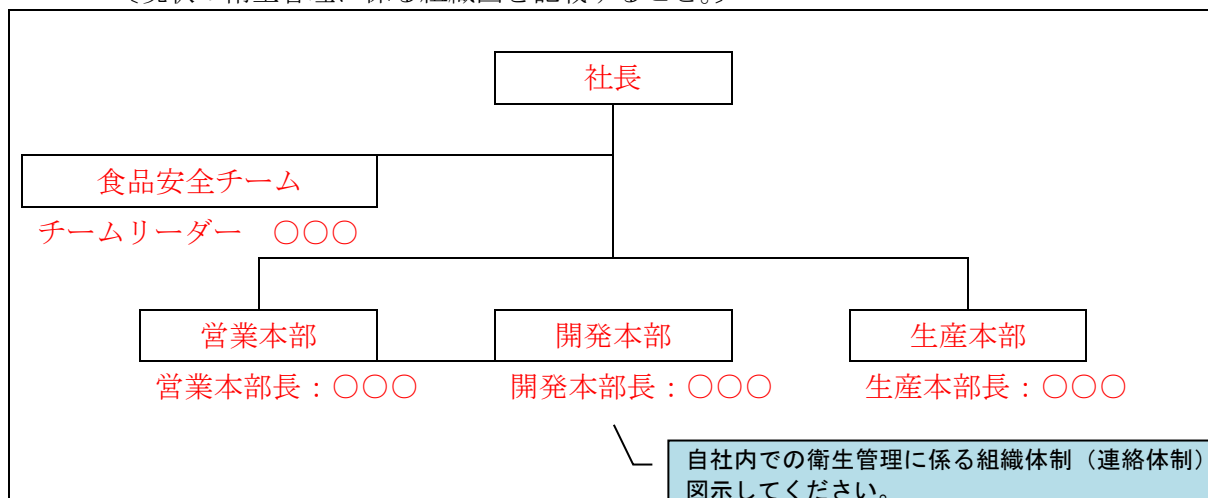 社長
食品安全チーム
チームリーダー　○○○
営業本部
開発本部
生産本部
営業本部長：○○○
開発本部長：○○○
生産本部長：○○○
自社内での衛生管理に係る組織体制（連絡体制）
図示してください。